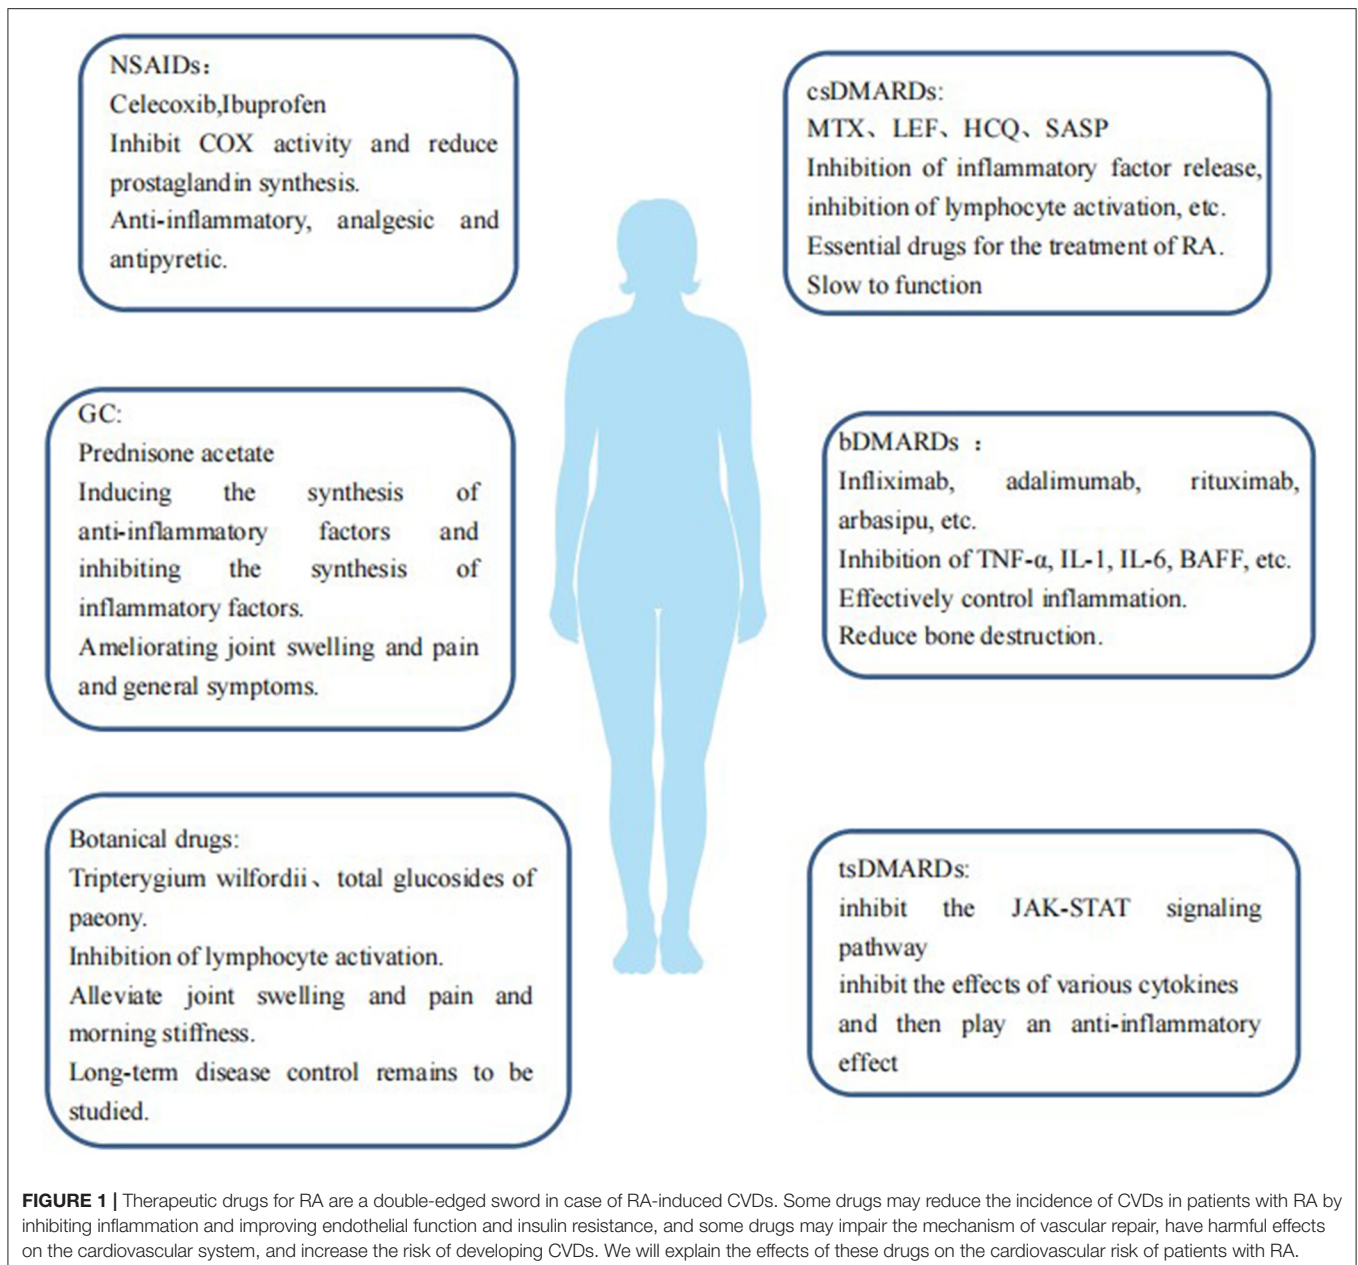 NSAIDs：
Celecoxib,Ibuprofen
Inhibit COX activity and reduce
prostaglandin synthesis.
Anti-inflammatory, analgesic and
antipyretic.
csDMARDs:
MTX、LEF、HCQ、SASP
Inhibition of inflammatory factor release,
inhibition of lymphocyte activation, etc.
Essential drugs for the treatment of RA.
Slow to function
GC:
Prednisone acetate
Inducing the synthesis of
anti-inflammatory factors and
inhibiting the synthesis of
inflammatory factors.
Ameliorating joint swelling and pain
and general symptoms.
bDMARDs ：
Infliximab, adalimumab, rituximab,
arbasipu, etc.
Inhibition of TNF-α, IL-1, IL-6, BAFF, etc.
Effectively control inflammation.
Reduce bone destruction.
Botanical drugs:
Tripterygium wilfordii、total glucosides of
paeony.
Inhibition of lymphocyte activation.
Alleviate joint swelling and pain and
morning stiffness.
Long-term disease control remains to be
studied.
tsDMARDs:
inhibit the JAK-STAT signaling
pathway
inhibit the effects of various cytokines
and then play an anti-inflammatory
effect
FIGURE 1 | Therapeutic drugs for RA are a double-edged sword in case of RA-induced CVDs. Some drugs may reduce the incidence of CVDs in patients with RA by
inhibiting inflammation and improving endothelial function and insulin resistance, and some drugs may impair the mechanism of vascular repair, have harmful effects
on the cardiovascular system, and increase the risk of developing CVDs. We will explain the effects of these drugs on the cardiovascular risk of patients with RA.